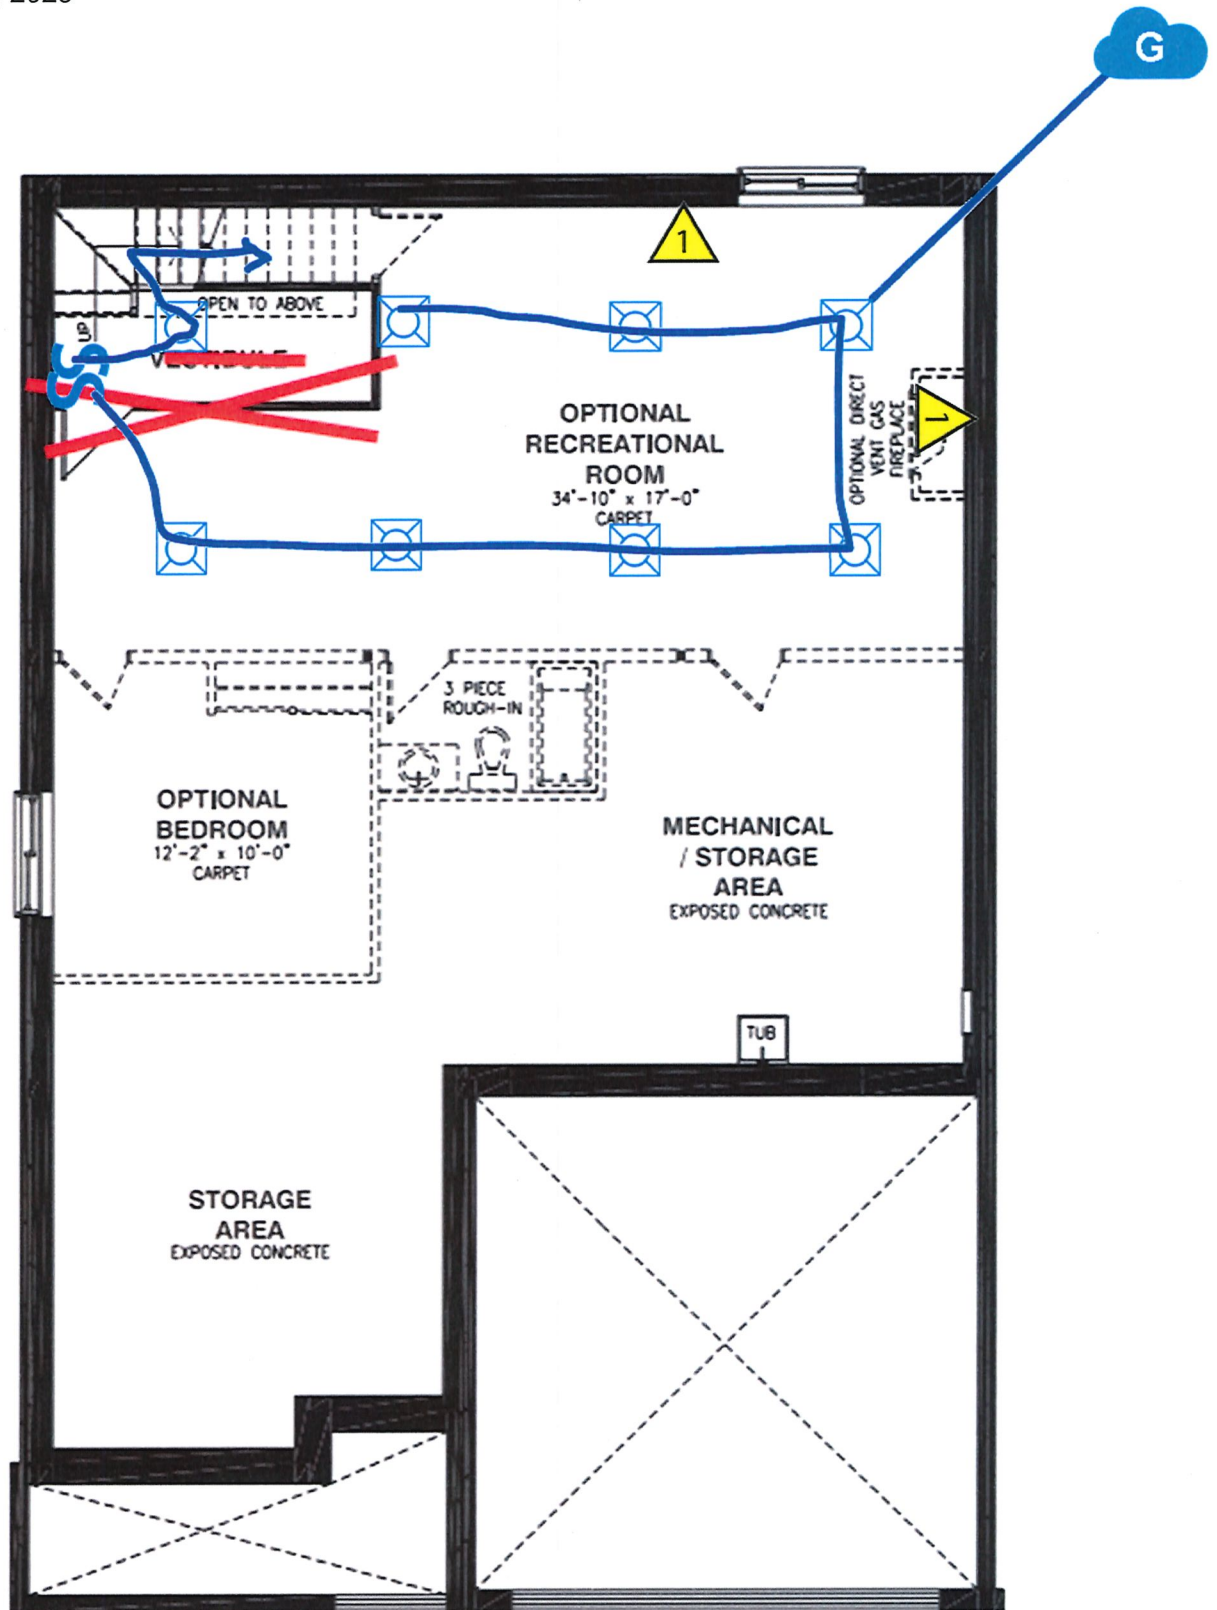 G
1
OPEN TO ABOVE
UP
VESTIBULE
SS
OPTIONAL
RECREATIONAL
ROOM
34'-10" x 17'-0"
CARPET
OPTIONAL DIRECT
VENT GAS
FIREPLACE
1
3 PIECE
ROUGH-IN
OPTIONAL
BEDROOM
12'-2" x 10'-0"
CARPET
MECHANICAL
/ STORAGE
AREA
EXPOSED CONCRETE
TUB
STORAGE
AREA
EXPOSED CONCRETE